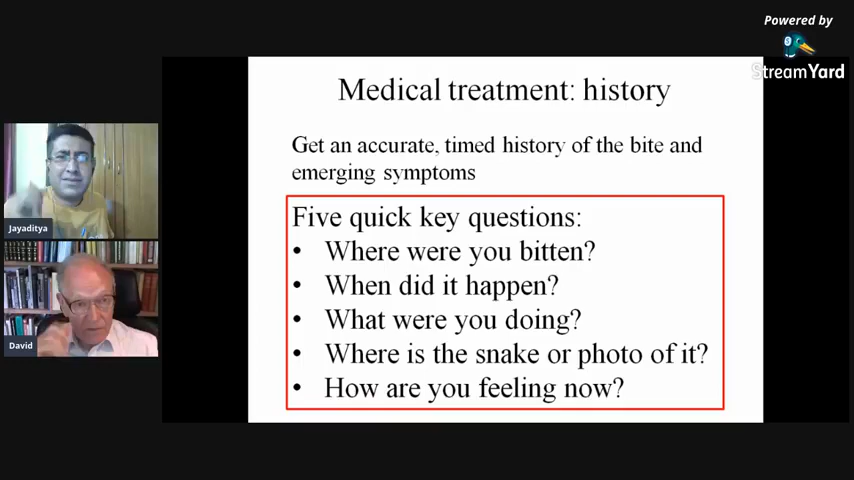 Powered by
StreamYard
Medical treatment: history
Get an accurate, timed history of the bite and
emerging symptoms
Five quick key questions:
• Where were you bitten?
• When did it happen?
• What were you doing?
• Where is the snake or photo of it?
• How are you feeling now?
Jayaditya
David